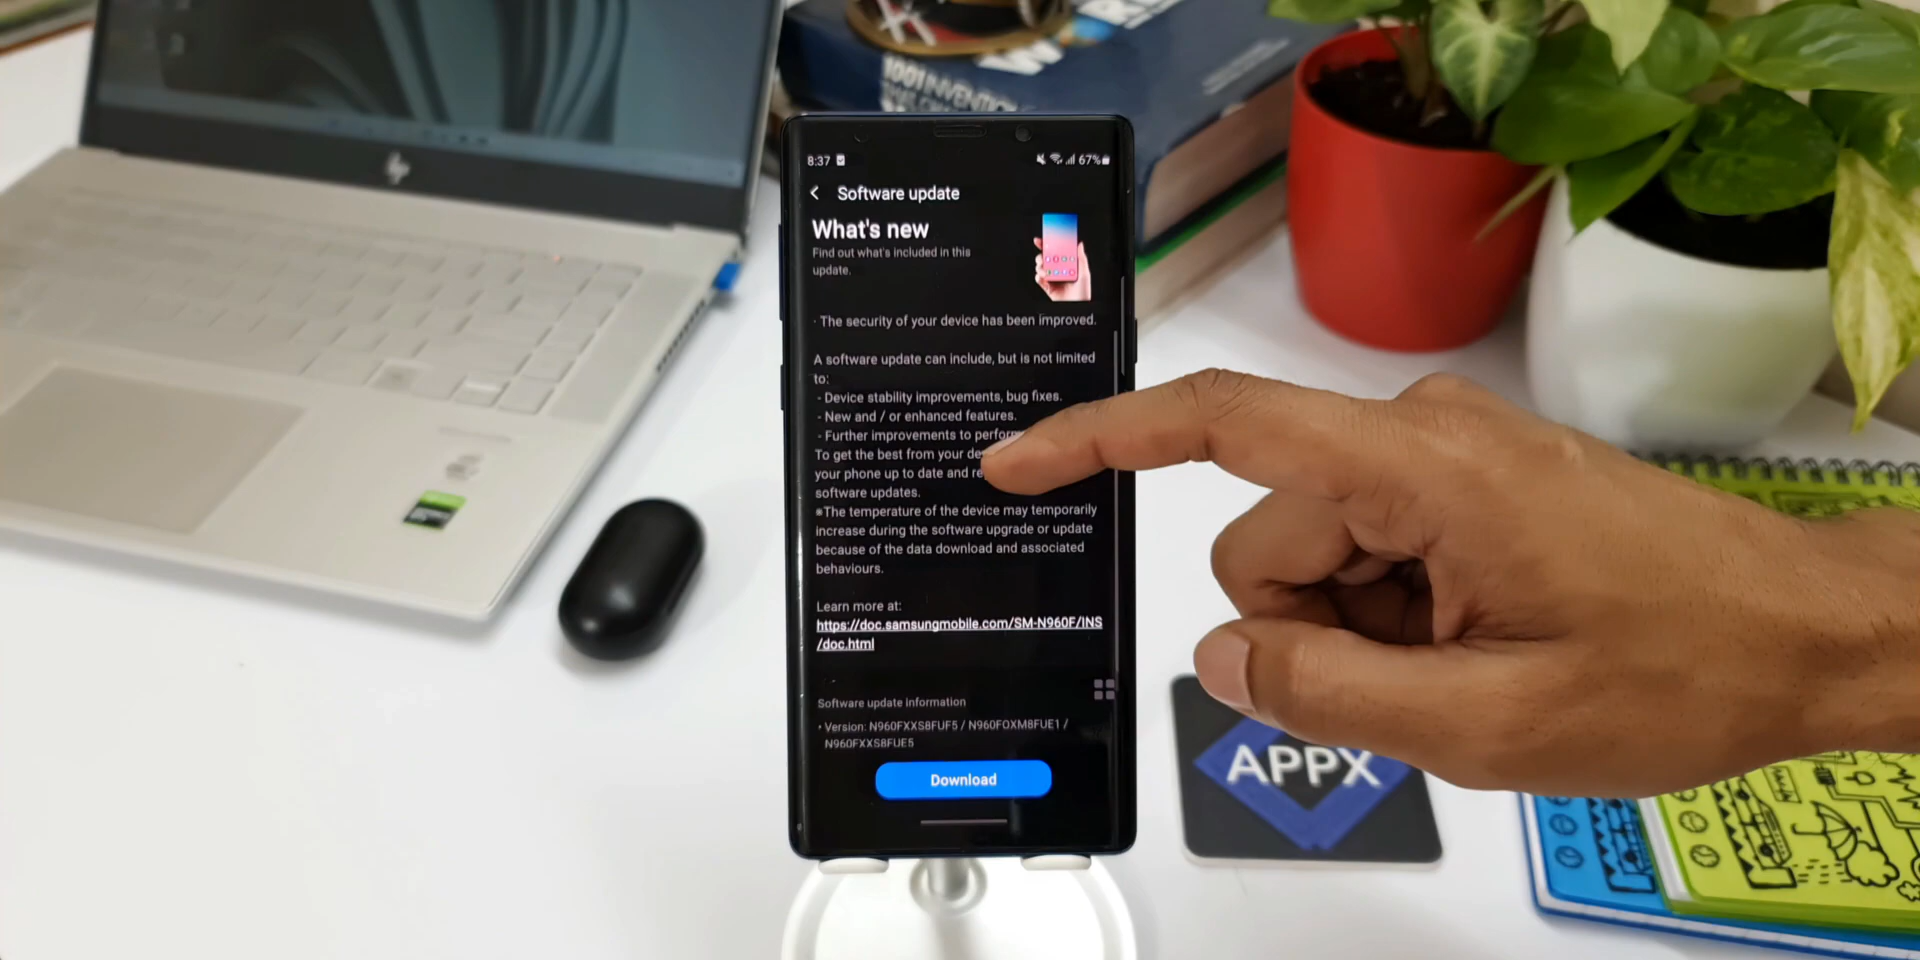 1001 INVENTIO
8:37
67%
Software update
What's new
Find out what's included in this
update.
· The security of your device has been improved.
A software update can include, but is not limited
to:
- Device stability improvements, bug fixes.
- New and / or enhanced features.
- Further improvements to perform
To get the best from your de
your phone up to date and re
software updates.
※The temperature of the device may temporarily
increase during the software upgrade or update
because of the data download and associated
behaviours.
Learn more at:
https://doc.samsungmobile.com/SM-N960F/INS
/doc.html
Software update information
• Version: N960FXXS8FUF5 / N960FOXM8FUE1 /
N960FXXS8FUE5
Download
APPX